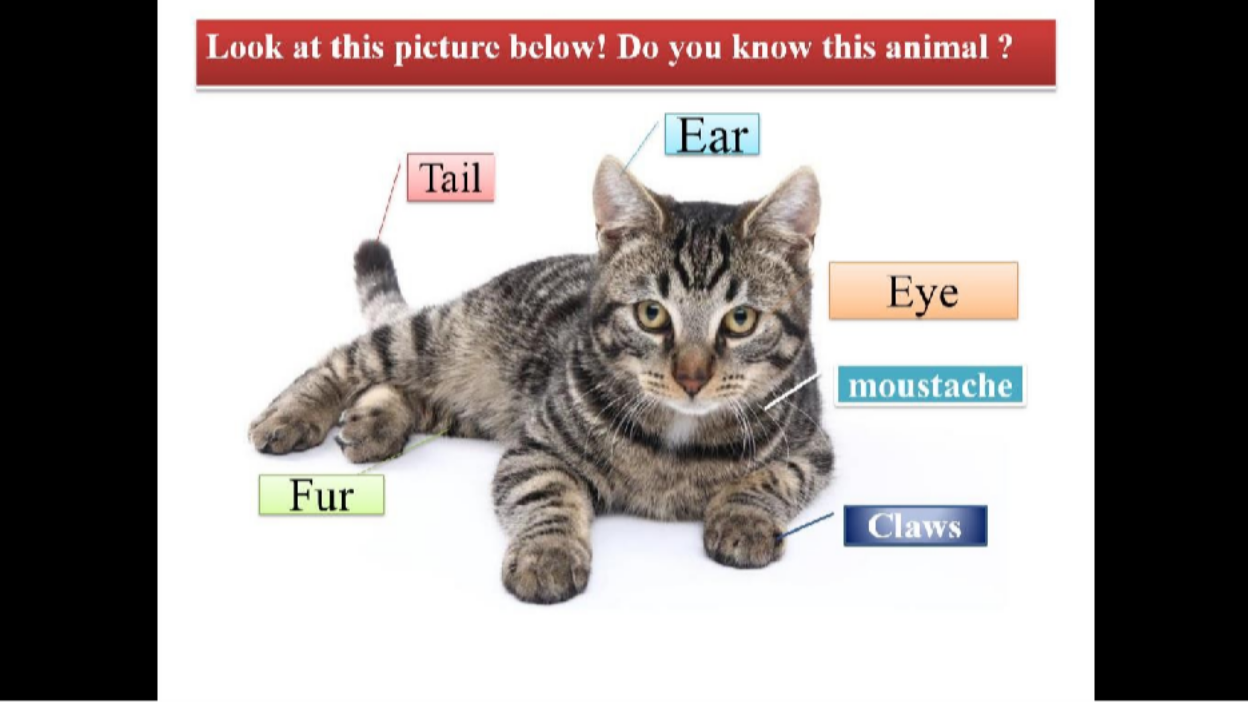 Look at this picture below! Do you know this animal ?
Ear
Tail
Eye
moustache
Fur
Claws